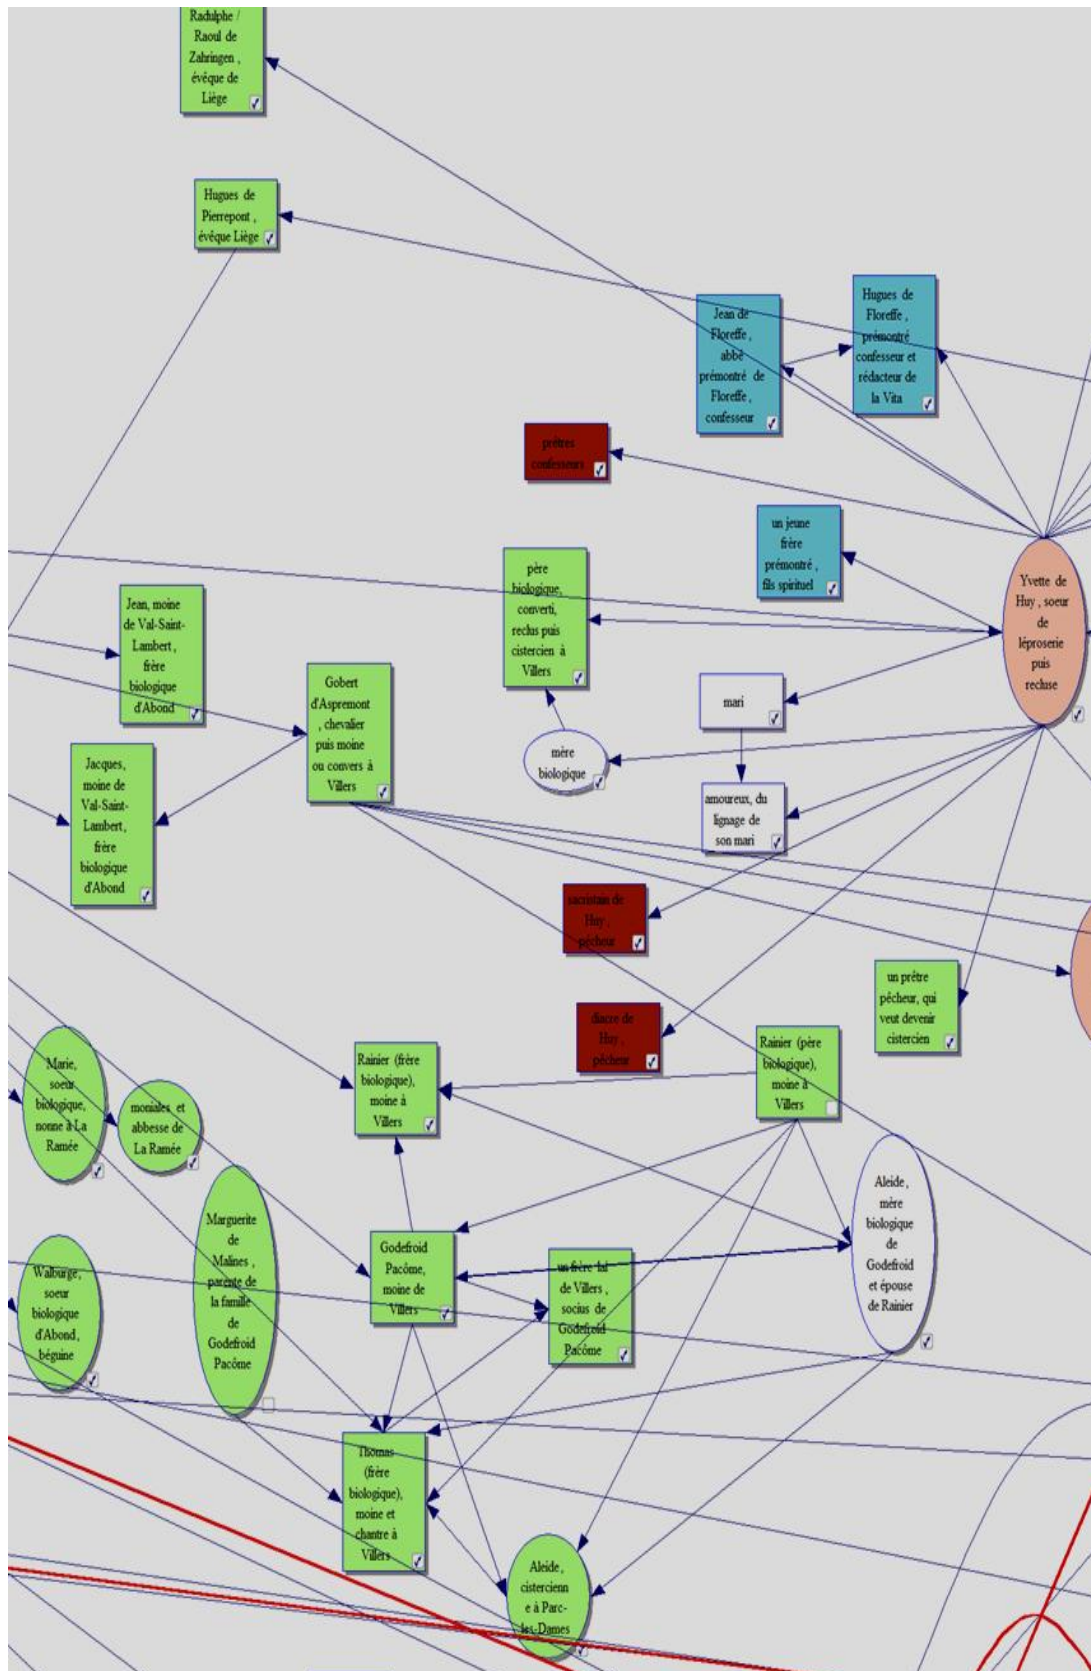 Radulphe /
Raoul de
Zahringen ,
évêque de
Liège
Hugues de
Pierrepont ,
évêque Liège
Jean de
Floreffe ,
abbé
prémontré de
Floreffe ,
confesseur
Hugues de
Floreffe ,
prémontré
confesseur et
rédacteur de
la Vita
prêtres
confesseurs
un jeune
frère
prémontré ,
fils spirituel
Yvette de
Huy , soeur
de
léproserie
puis
recluse
père
biologique,
converti,
reclus puis
cistercien à
Villers
Jean, moine
de Val-Saint-
Lambert ,
frère
biologique
d'Abond
Gobert
d'Aspremont
, chevalier
puis moine
ou convers à
Villers
mari
mère
biologique
Jacques,
moine de
Val-Saint-
Lambert,
frère
biologique
d'Abond
amoureux, du
lignage de
son mari
sacristain de
Huy ,
pêcheur
un prêtre
pêcheur, qui
veut devenir
cistercien
diacre de
Huy ,
pêcheur
Marie,
soeur
biologique,
nonne à La
Ramée
moniales et
abbesse de
La Ramée
Rainier (frère
biologique),
moine à
Villers
Rainier (père
biologique),
moine à
Villers
Aleide ,
mère
biologique
de
Godefroid
et épouse
de Rainier
Marguerite
de
Malines ,
parente de
la famille
de
Godefroid
Pacôme
Walburge,
soeur
biologique
d'Abond,
béguine
Godefroid
Pacôme,
moine de
Villers
un frère lai
de Villers ,
socius de
Godefroid
Pacôme
Thomas
(frère
biologique),
moine et
chantre à
Villers
Aleide ,
cistercienn
e à Parc-
les-Dames